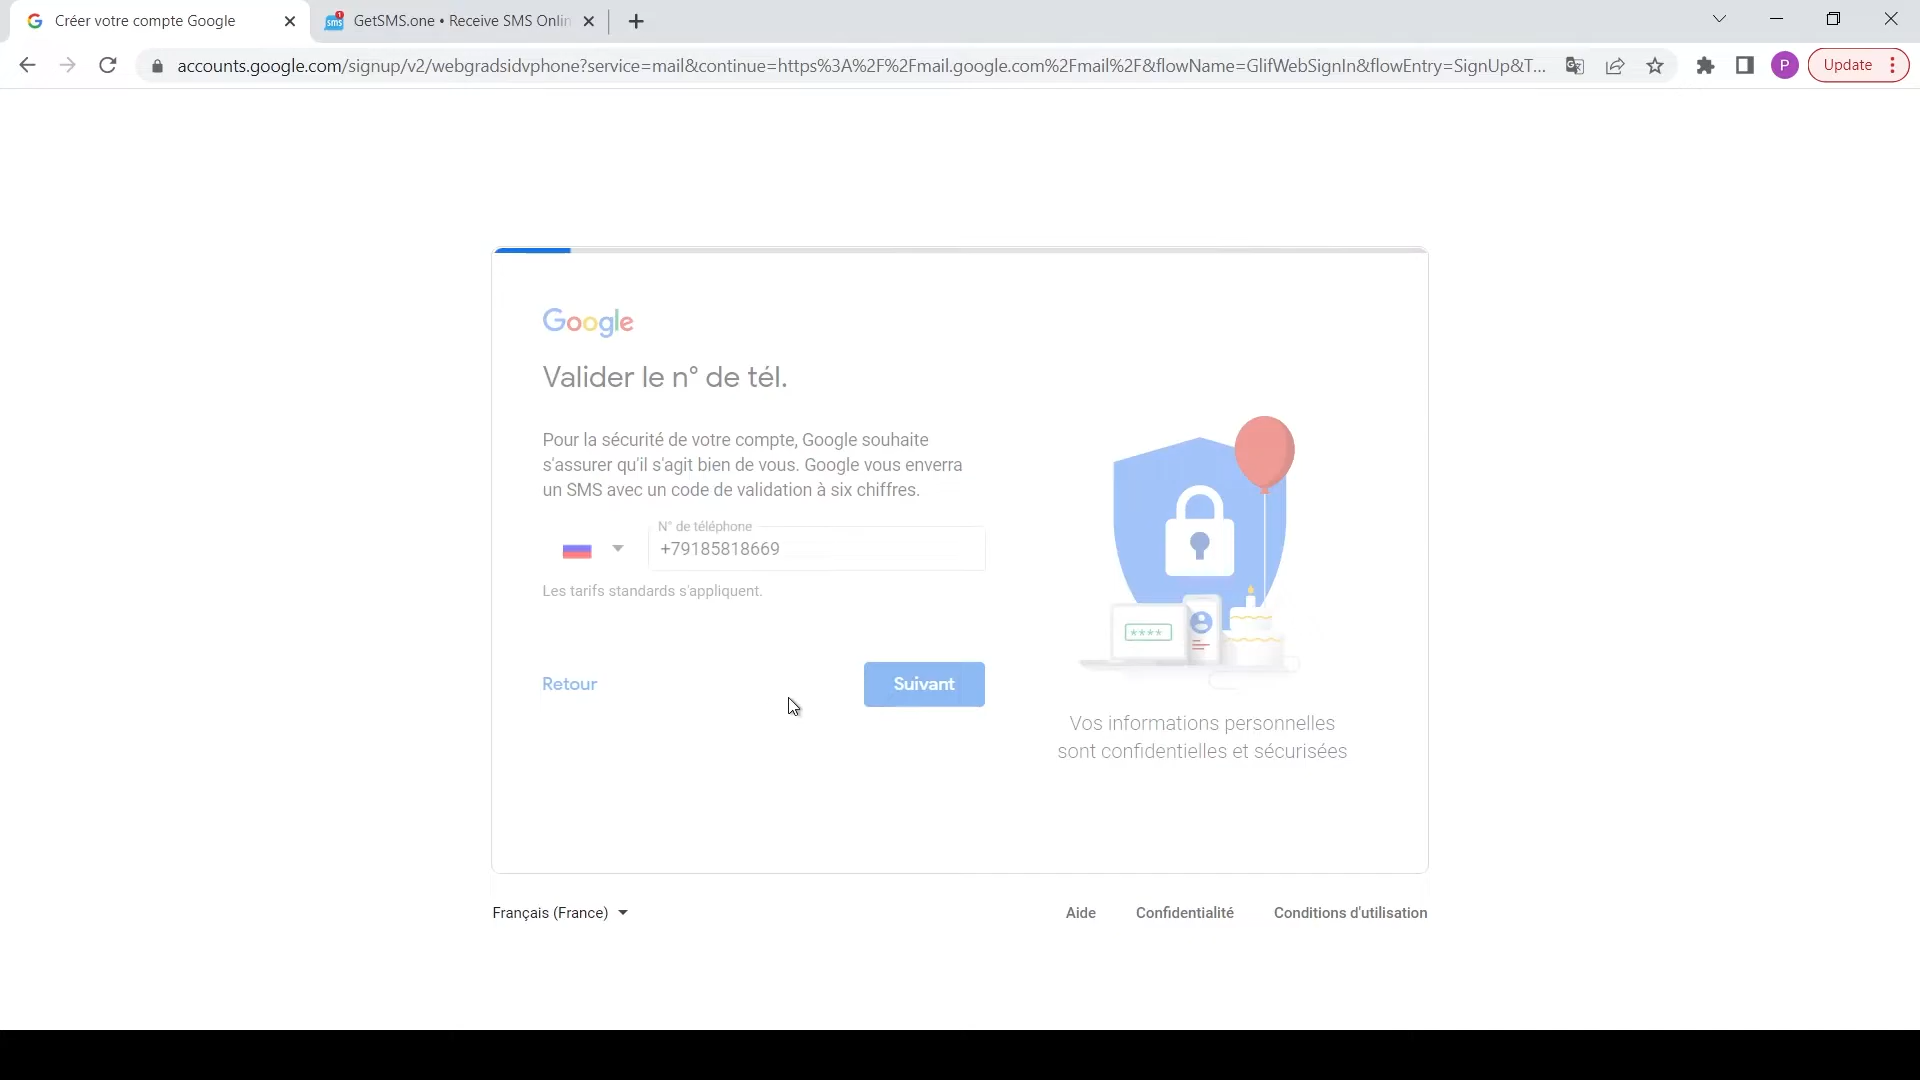 Créer votre compte Google
GetSMS.one • Receive SMS Onlin
accounts.google.com/signup/v2/webgradsidvphone?service=mail&continue=https%3A%2F%2Fmail.google.com%2Fmail%2F&flowName=GlifWebSignIn&flowEntry=SignUp&T...
P
Update
Google
Valider le n° de tél.
Pour la sécurité de votre compte, Google souhaite
s'assurer qu'il s'agit bien de vous. Google vous enverra
un SMS avec un code de validation à six chiffres.
N° de téléphone
+79185818669
Les tarifs standards s'appliquent.
Retour
Suivant
****
Vos informations personnelles
sont confidentielles et sécurisées
Français (France)
Aide
Confidentialité
Conditions d'utilisation